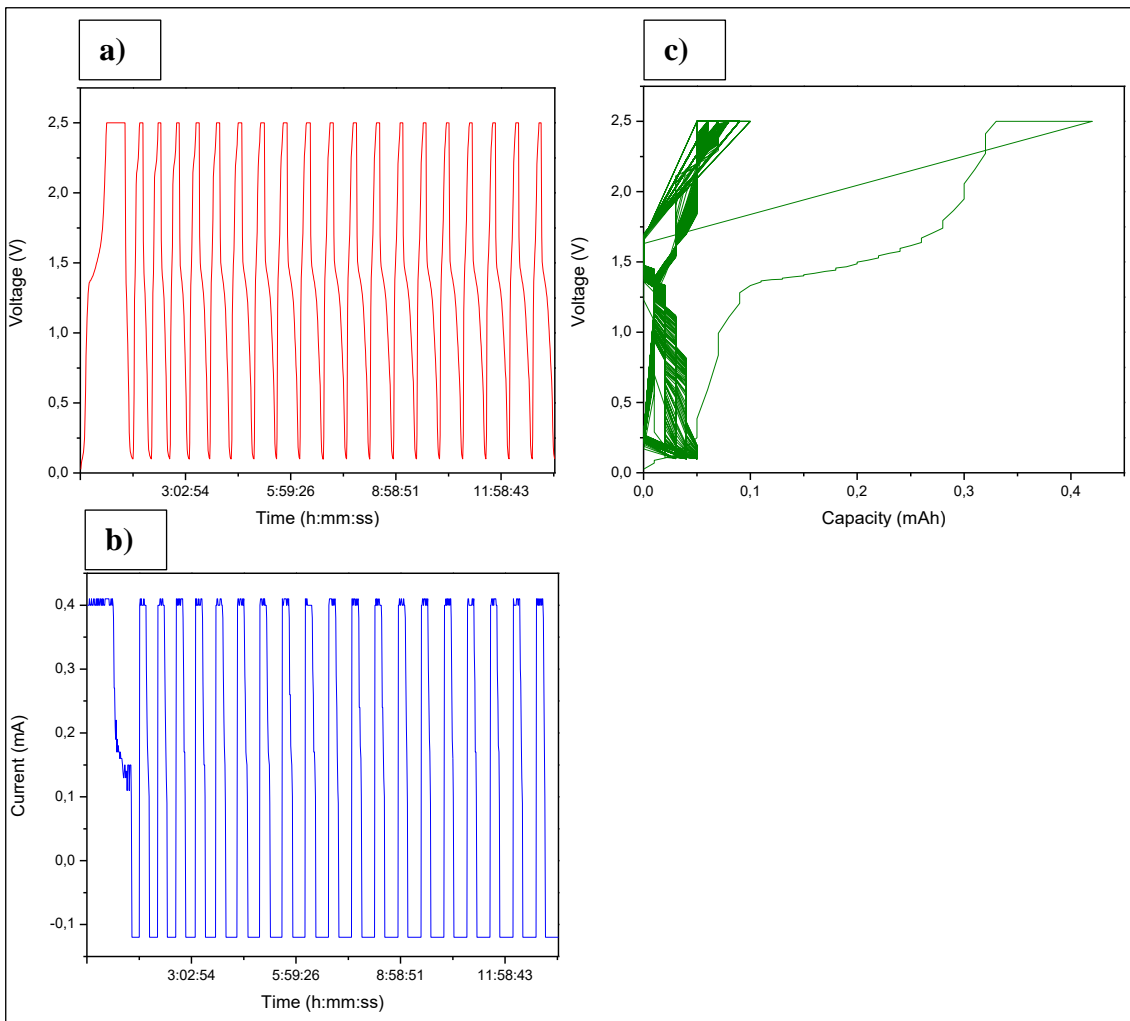 a)
2,5
2,0
1,5
1,0
0,5
0,0
Voltage (V)
3:02:54 5:59:26 8:58:51 11:58:43
Time (h:mm:ss)
c)
2,5
2,0
1,5
1,0
0,5
0,0
Voltage (V)
0,0 0,1 0,2 0,3 0,4
Capacity (mAh)
b)
0,4
0,3
0,2
0,1
0,0
-0,1
Current (mA)
3:02:54 5:59:26 8:58:51 11:58:43
Time (h:mm:ss)